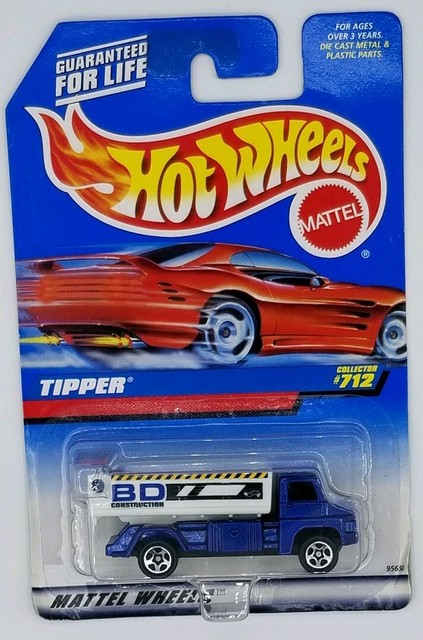 GUARANTEED
FOR LIFE
FOR AGES
OVER 3 YEARS.
DIE CAST METAL &
PLASTIC PARTS.
HOT WHEELS
MATTEL
®
TIPPER®
COLLECTOR
#712
BD
CONSTRUCTION
MATTEL WHEELS™